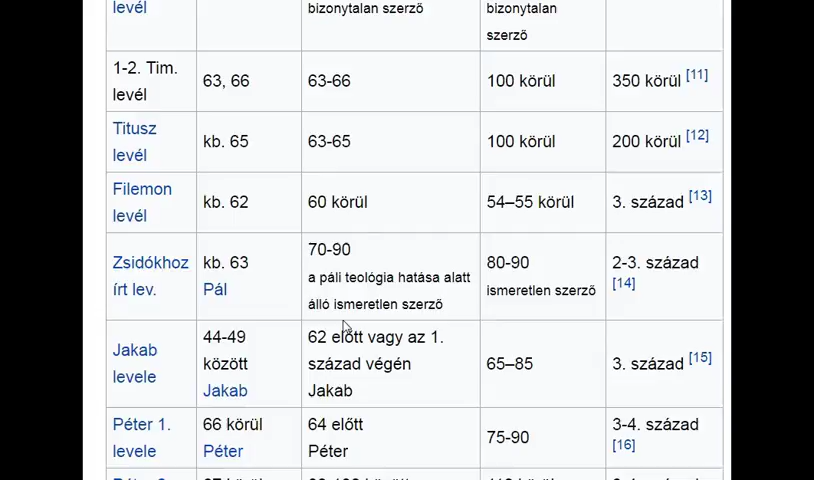 levél
bizonytalan szerző
bizonytalan
szerző
1-2. Tim.
levél
63, 66
63-66
100 körül
350 körül [11]
Titusz
levél
kb. 65
63-65
100 körül
200 körül [12]
Filemon
levél
kb. 62
60 körül
54–55 körül
3. század [13]
Zsidókhoz
írt lev.
kb. 63
Pál
70-90
a páli teológia hatása alatt
álló ismeretlen szerző
80-90
ismeretlen szerző
2-3. század
[14]
Jakab
levele
44-49
között
Jakab
62 előtt vagy az 1.
század végén
Jakab
65–85
3. század [15]
Péter 1.
levele
66 körül
Péter
64 előtt
Péter
75-90
3-4. század
[16]